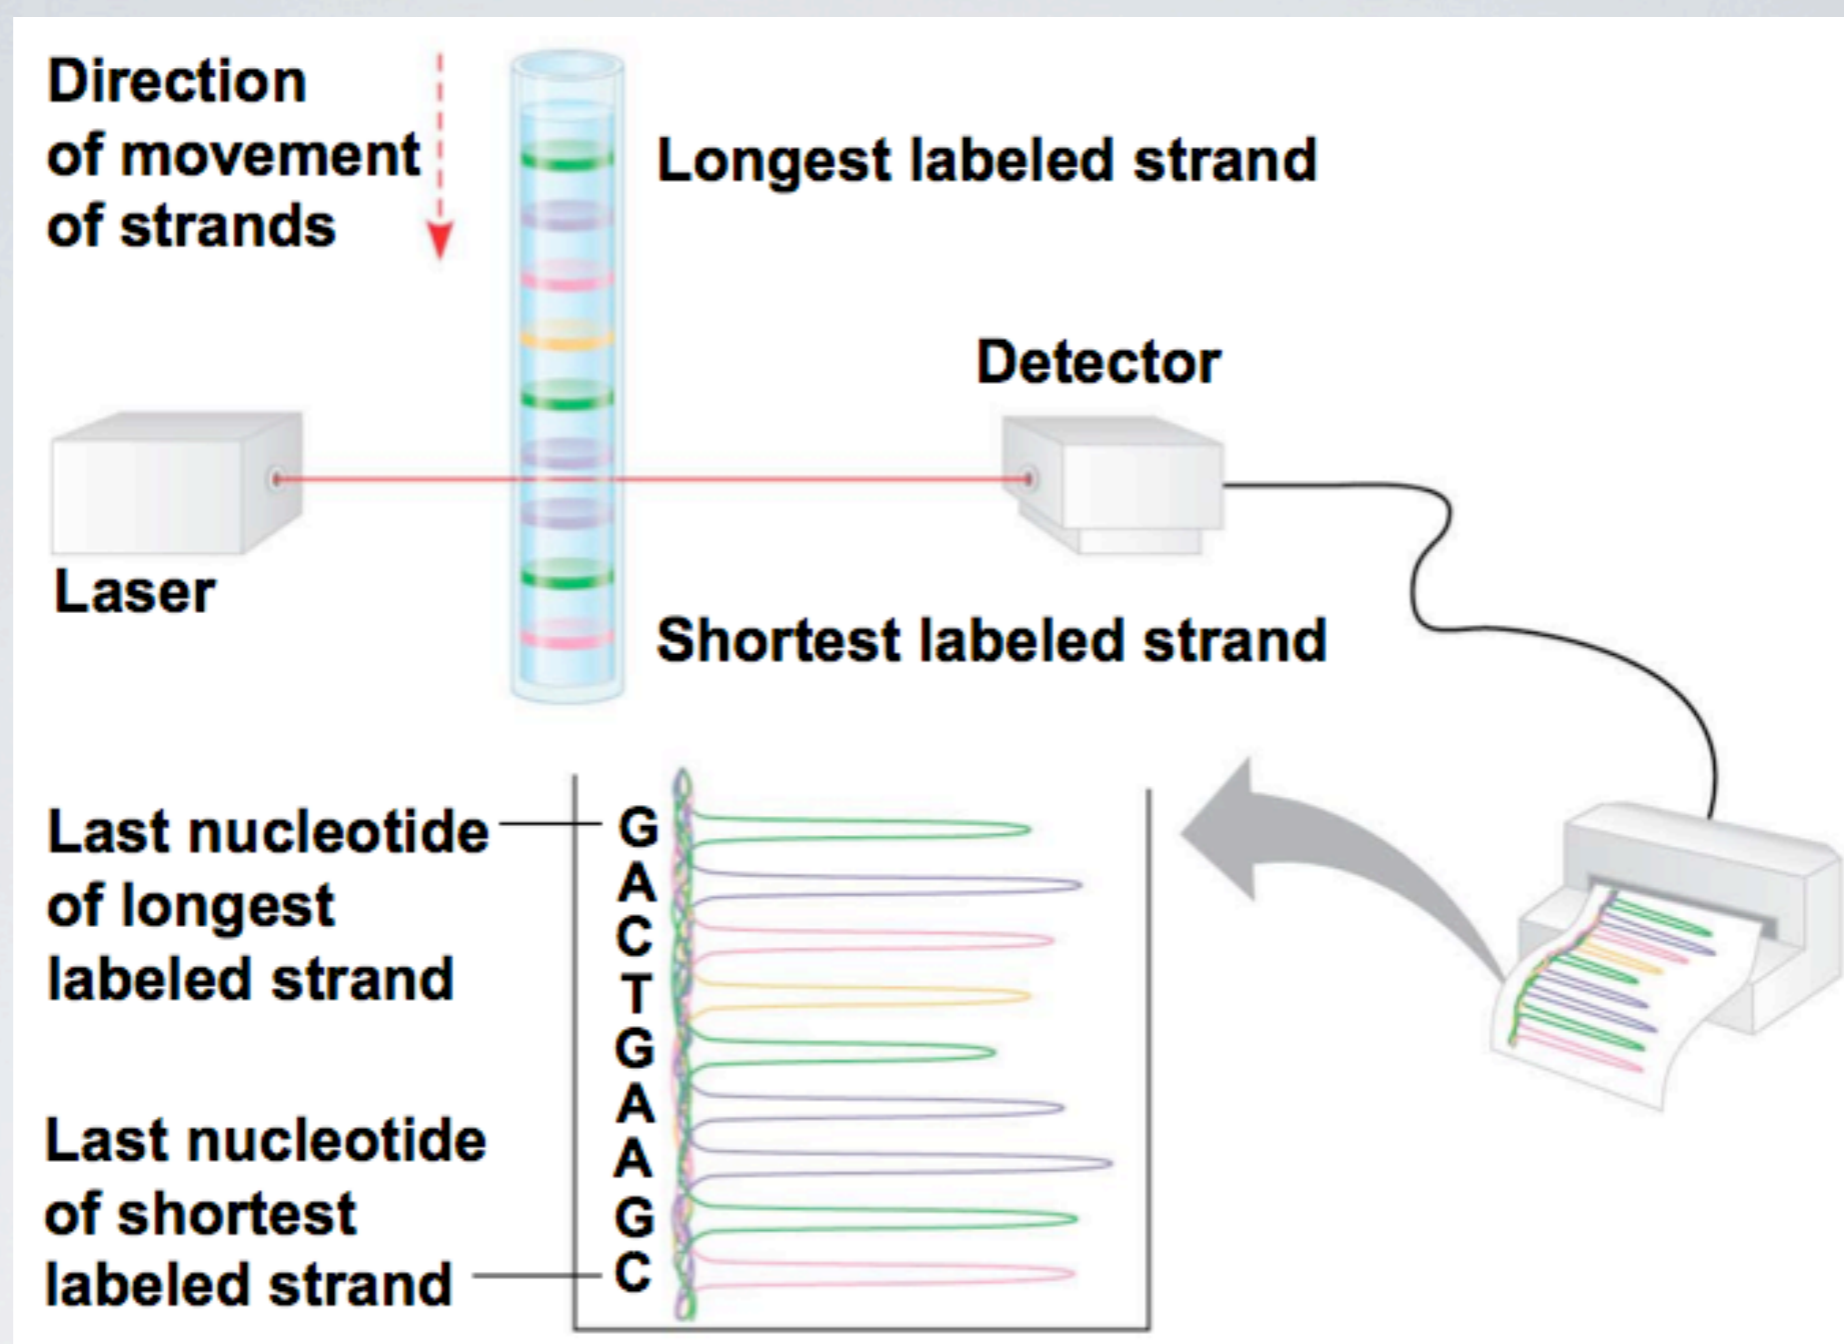 Direction
of movement
of strands
Longest labeled strand
Detector
Laser
Shortest labeled strand
Last nucleotide
of longest
labeled strand
G
A
C
T
G
A
A
G
C
Last nucleotide
of shortest
labeled strand